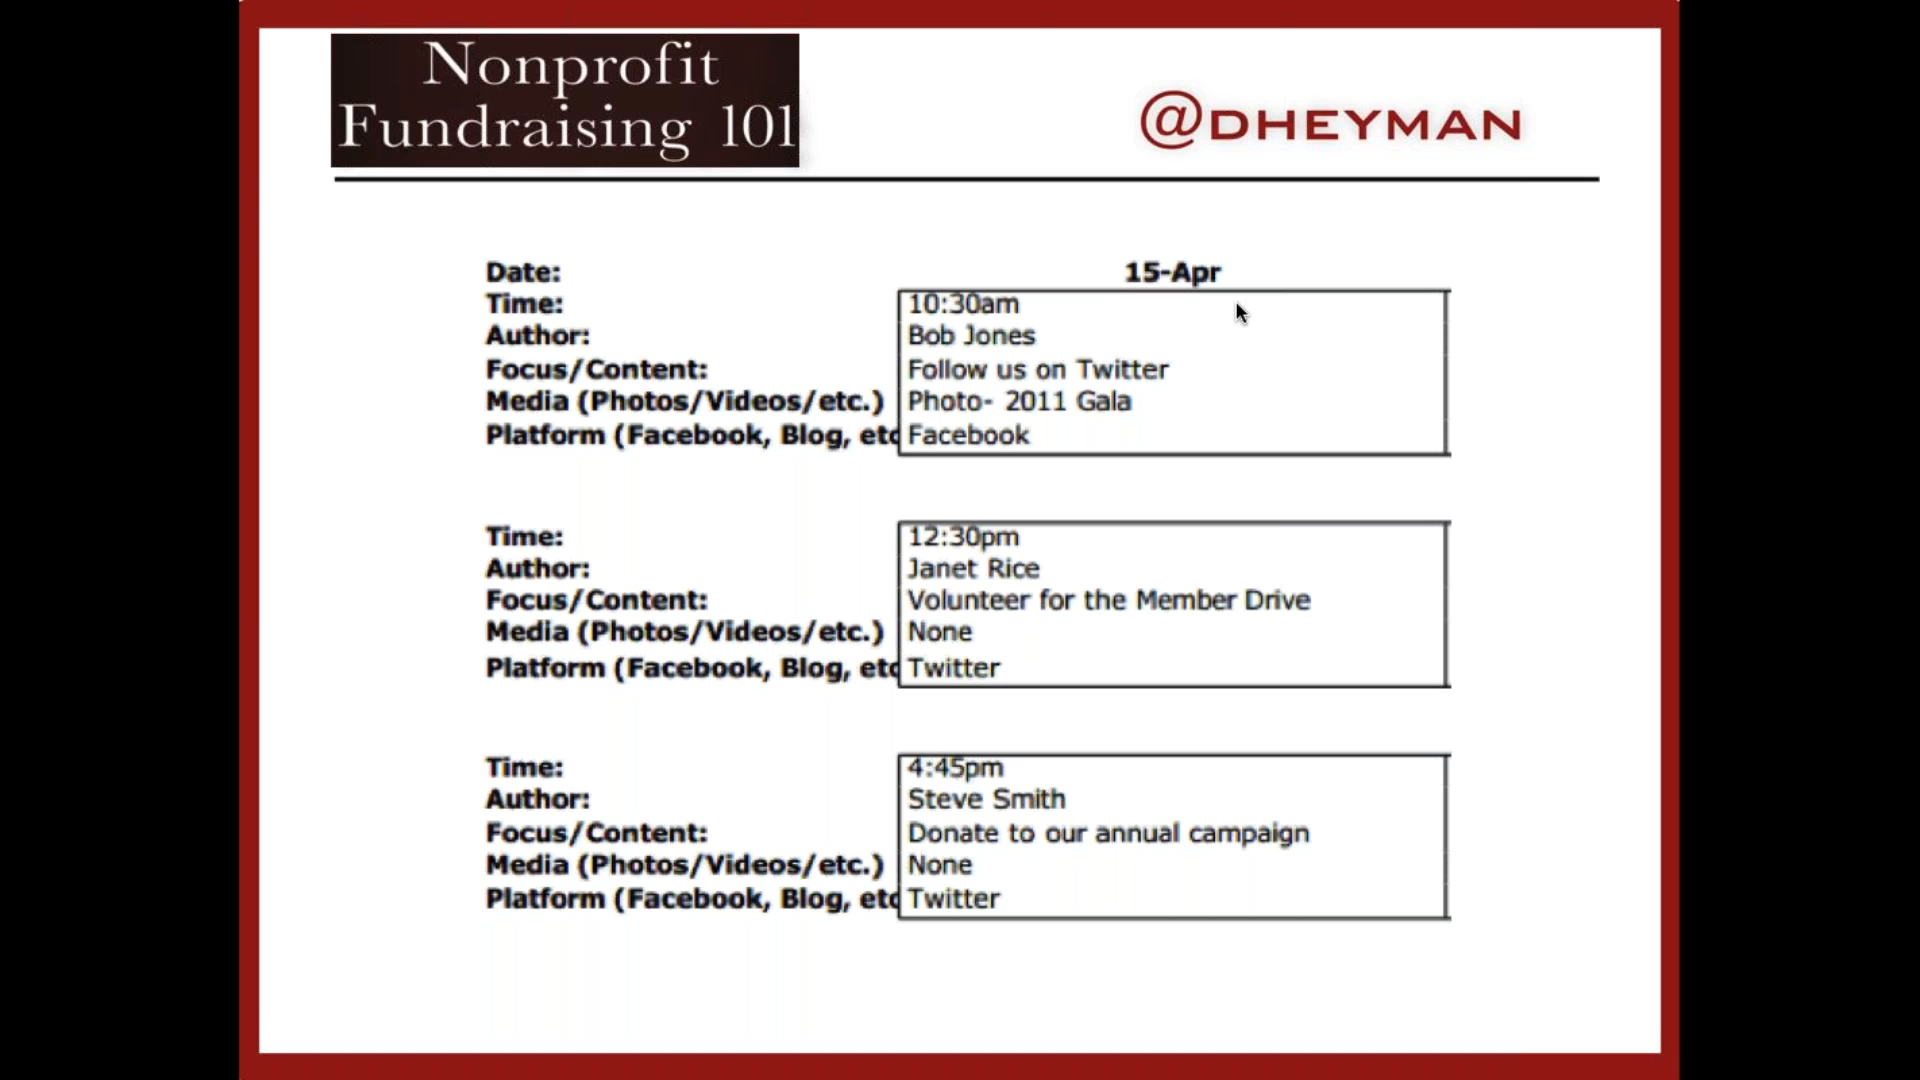 Nonprofit
Fundraising 101
@DHEYMAN
Date: 15-Apr
Time: 10:30am
Author: Bob Jones
Focus/Content: Follow us on Twitter
Media (Photos/Videos/etc.) Photo- 2011 Gala
Platform (Facebook, Blog, etc Facebook
Time: 12:30pm
Author: Janet Rice
Focus/Content: Volunteer for the Member Drive
Media (Photos/Videos/etc.) None
Platform (Facebook, Blog, etc Twitter
Time: 4:45pm
Author: Steve Smith
Focus/Content: Donate to our annual campaign
Media (Photos/Videos/etc.) None
Platform (Facebook, Blog, etc Twitter